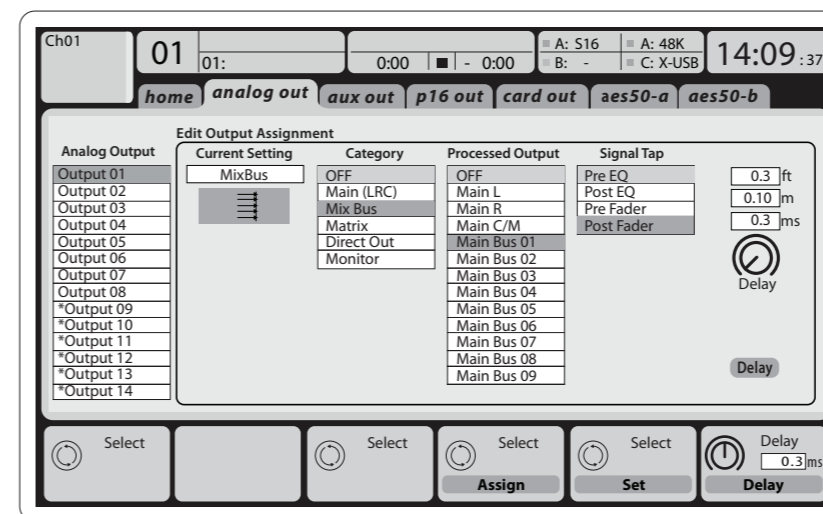 Ch01
01
01:
0:00 - 0:00
A: S16
B: -
A: 48K
C: X-USB
14:09 :37
home
analog out
aux out
p16 out
card out
aes50-a
aes50-b
Edit Output Assignment
Analog Output
Output 01
Output 02
Output 03
Output 04
Output 05
Output 06
Output 07
Output 08
*Output 09
*Output 10
*Output 11
*Output 12
*Output 13
*Output 14
Current Setting
MixBus
Category
OFF
Main (LRC)
Mix Bus
Matrix
Direct Out
Monitor
Processed Output
OFF
Main L
Main R
Main C/M
Main Bus 01
Main Bus 02
Main Bus 03
Main Bus 04
Main Bus 05
Main Bus 06
Main Bus 07
Main Bus 08
Main Bus 09
Signal Tap
Pre EQ
Post EQ
Pre Fader
Post Fader
0.3 ft
0.10 m
0.3 ms
Delay
Delay
Select
Select
Select
Assign
Select
Set
Delay
0.3 ms
Delay